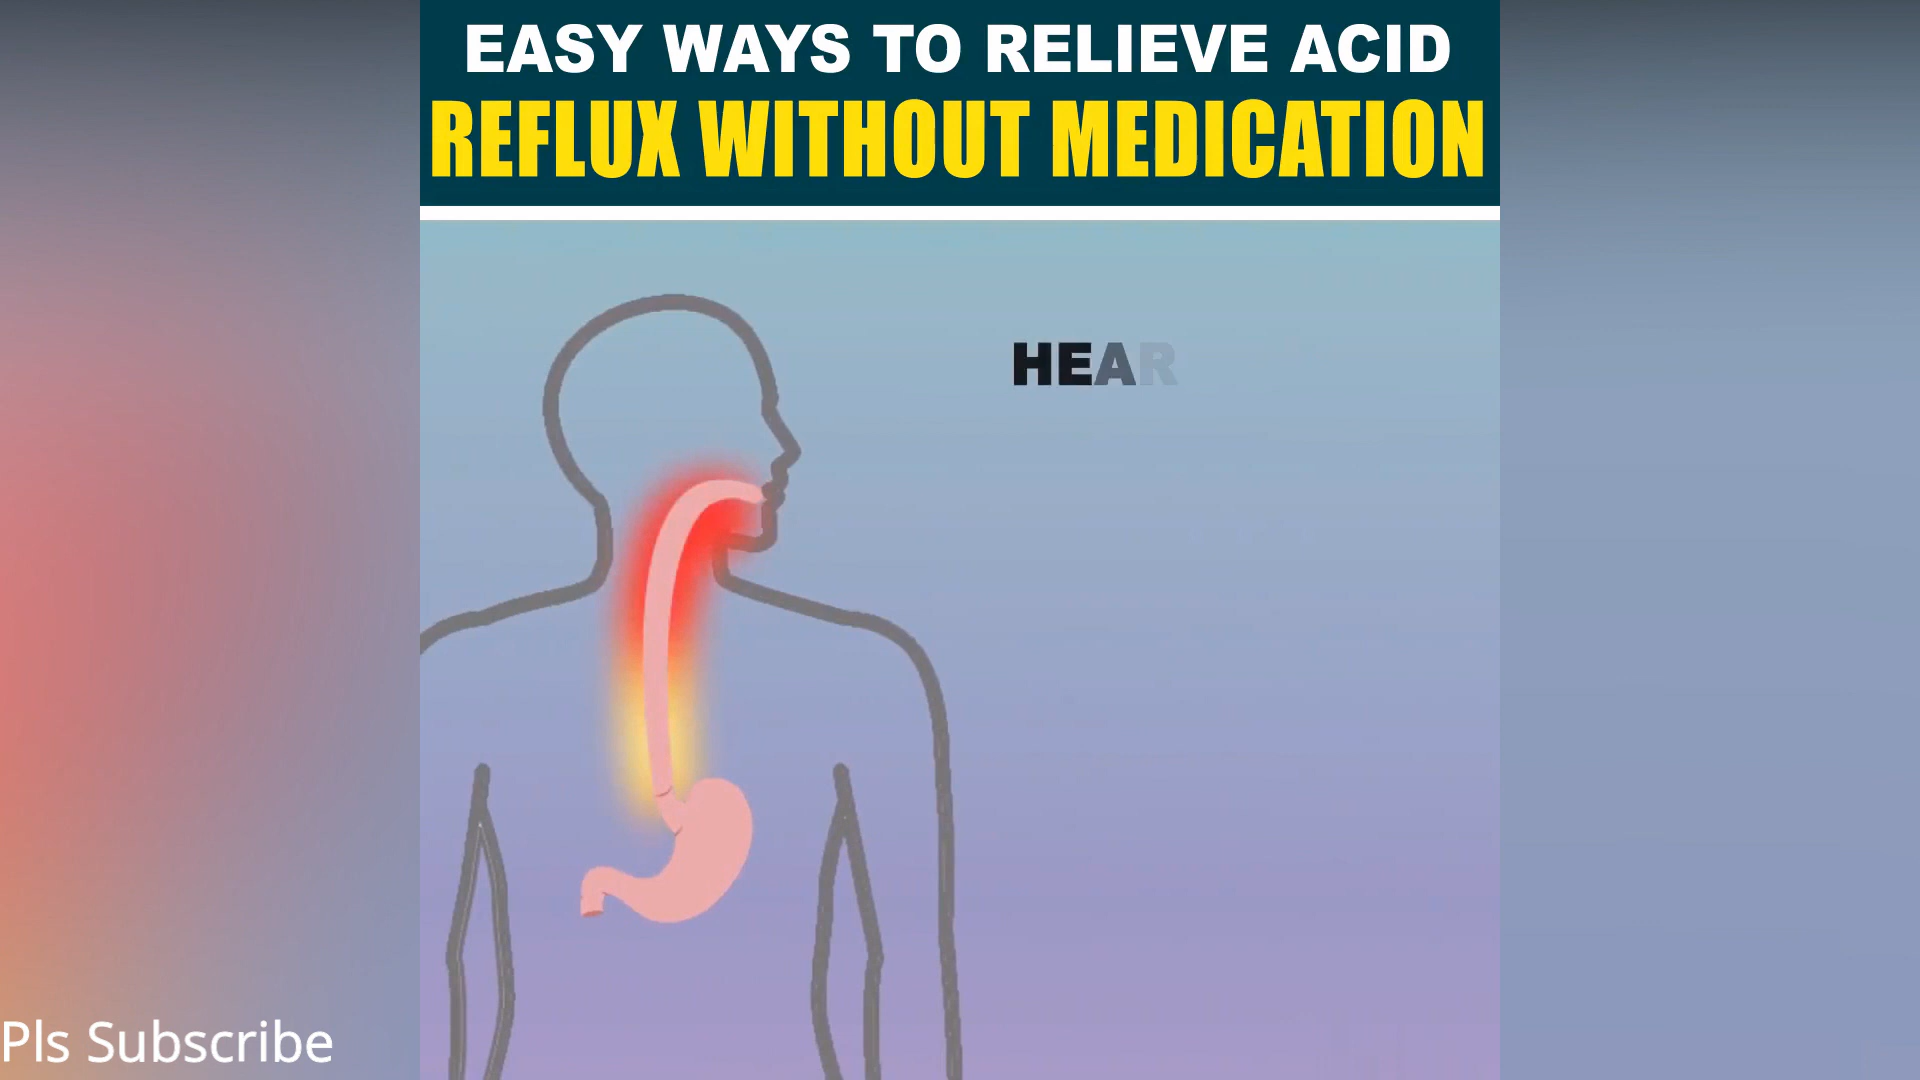 EASY WAYS TO RELIEVE ACID
REFLUX WITHOUT MEDICATION
HEAR
Pls Subscribe